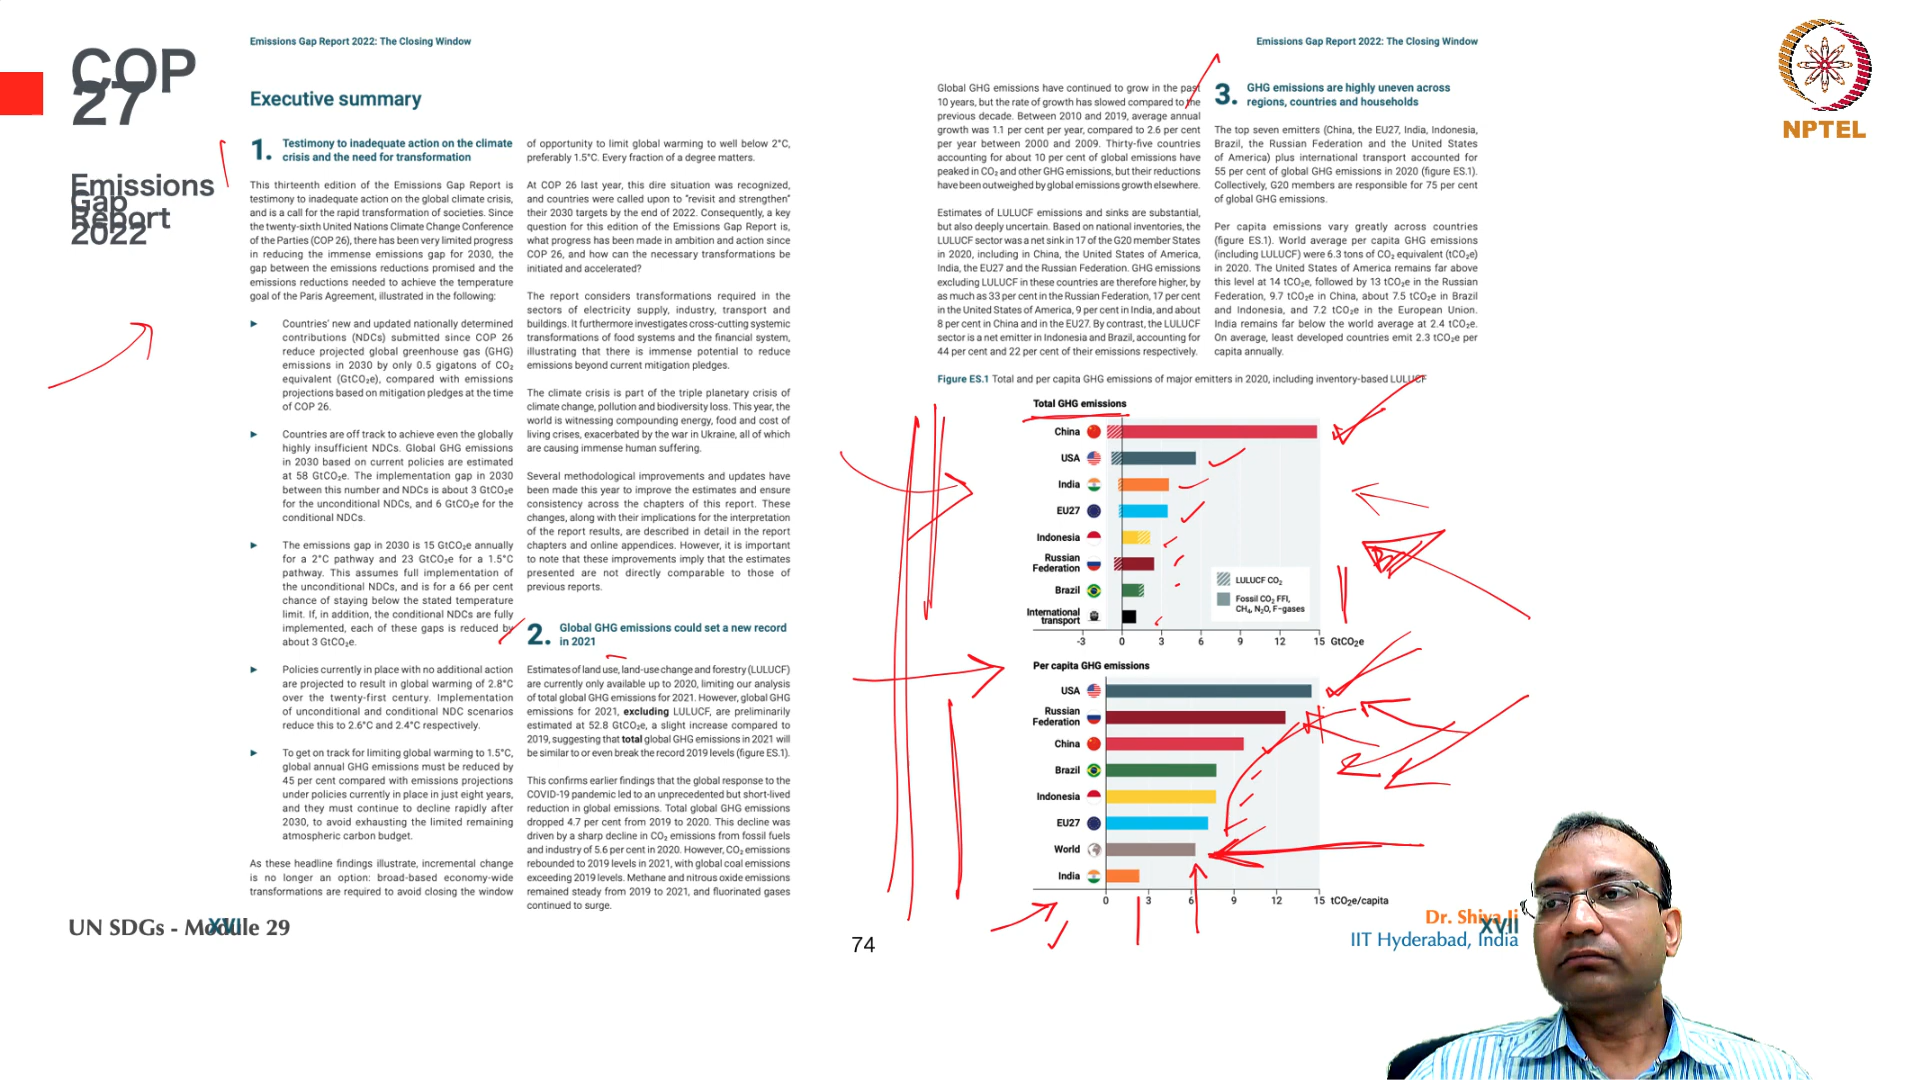 COP
27
Emissions
Gap
Report
2022
Emissions Gap Report 2022: The Closing Window
Executive summary
1. Testimony to inadequate action on the climate
crisis and the need for transformation
This thirteenth edition of the Emissions Gap Report is
testimony to inadequate action on the global climate crisis,
and is a call for the rapid transformation of societies. Since
the twenty-sixth United Nations Climate Change Conference
of the Parties (COP 26), there has been very limited progress
in reducing the immense emissions gap for 2030, the
gap between the emissions reductions promised and the
emissions reductions needed to achieve the temperature
goal of the Paris Agreement, illustrated in the following:
Countries' new and updated nationally determined
contributions (NDCs) submitted since COP 26
reduce projected global greenhouse gas (GHG)
emissions in 2030 by only 0.5 gigatons of CO₂
equivalent (GtCO₂e), compared with emissions
projections based on mitigation pledges at the time
of COP 26.
Countries are off track to achieve even the globally
highly insufficient NDCs. Global GHG emissions
in 2030 based on current policies are estimated
at 58 GtCO₂e. The implementation gap in 2030
between this number and NDCs is about 3 GtCO₂e
for the unconditional NDCs, and 6 GtCO₂e for the
conditional NDCs.
The emissions gap in 2030 is 15 GtCO₂e annually
for a 2°C pathway and 23 GtCO₂e for a 1.5°C
pathway. This assumes full implementation of
the unconditional NDCs, and is for a 66 per cent
chance of staying below the stated temperature
limit. If, in addition, the conditional NDCs are fully
implemented, each of these gaps is reduced by
about 3 GtCO₂e.
Policies currently in place with no additional action
are projected to result in global warming of 2.8°C
over the twenty-first century. Implementation
of unconditional and conditional NDC scenarios
reduce this to 2.6°C and 2.4°C respectively.
To get on track for limiting global warming to 1.5°C,
global annual GHG emissions must be reduced by
45 per cent compared with emissions projections
under policies currently in place in just eight years,
and they must continue to decline rapidly after
2030, to avoid exhausting the limited remaining
atmospheric carbon budget.
As these headline findings illustrate, incremental change
is no longer an option: broad-based economy-wide
transformations are required to avoid closing the window
of opportunity to limit global warming to well below 2°C,
preferably 1.5°C. Every fraction of a degree matters.
At COP 26 last year, this dire situation was recognized,
and countries were called upon to "revisit and strengthen"
their 2030 targets by the end of 2022. Consequently, a key
question for this edition of the Emissions Gap Report is,
what progress has been made in ambition and action since
COP 26, and how can the necessary transformations be
initiated and accelerated?
The report considers transformations required in the
sectors of electricity supply, industry, transport and
buildings. It furthermore investigates cross-cutting systemic
transformations of food systems and the financial system,
illustrating that there is immense potential to reduce
emissions beyond current mitigation pledges.
The climate crisis is part of the triple planetary crisis of
climate change, pollution and biodiversity loss. This year, the
world is witnessing compounding energy, food and cost of
living crises, exacerbated by the war in Ukraine, all of which
are causing immense human suffering.
Several methodological improvements and updates have
been made this year to improve the estimates and ensure
consistency across the chapters of this report. These
changes, along with their implications for the interpretation
of the report results, are described in detail in the report
chapters and online appendices. However, it is important
to note that these improvements imply that the estimates
presented are not directly comparable to those of
previous reports.
2. Global GHG emissions could set a new record
in 2021
Estimates of land use, land-use change and forestry (LULUCF)
are currently only available up to 2020, limiting our analysis
of total global GHG emissions for 2021. However, global GHG
emissions for 2021, excluding LULUCF, are preliminarily
estimated at 52.8 GtCO₂e, a slight increase compared to
2019, suggesting that total global GHG emissions in 2021 will
be similar to or even break the record 2019 levels (figure ES.1).
This confirms earlier findings that the global response to the
COVID-19 pandemic led to an unprecedented but short-lived
reduction in global emissions. Total global GHG emissions
dropped 4.7 per cent from 2019 to 2020. This decline was
driven by a sharp decline in CO₂ emissions from fossil fuels
and industry of 5.6 per cent in 2020. However, CO₂ emissions
rebounded to 2019 levels in 2021, with global coal emissions
exceeding 2019 levels. Methane and nitrous oxide emissions
remained steady from 2019 to 2021, and fluorinated gases
continued to surge.
Emissions Gap Report 2022: The Closing Window
Global GHG emissions have continued to grow in the past
10 years, but the rate of growth has slowed compared to the
previous decade. Between 2010 and 2019, average annual
growth was 1.1 per cent per year, compared to 2.6 per cent
per year between 2000 and 2009. Thirty-five countries
accounting for about 10 per cent of global emissions have
peaked in CO₂ and other GHG emissions, but their reductions
have been outweighed by global emissions growth elsewhere.
Estimates of LULUCF emissions and sinks are substantial,
but also deeply uncertain. Based on national inventories, the
LULUCF sector was a net sink in 17 of the G20 member States
in 2020, including in China, the United States of America,
India, the EU27 and the Russian Federation. GHG emissions
excluding LULUCF in these countries are therefore higher, by
as much as 33 per cent in the Russian Federation, 17 per cent
in the United States of America, 9 per cent in India, and about
8 per cent in China and in the EU27. By contrast, the LULUCF
sector is a net emitter in Indonesia and Brazil, accounting for
44 per cent and 22 per cent of their emissions respectively.
3. GHG emissions are highly uneven across
regions, countries and households
The top seven emitters (China, the EU27, India, Indonesia,
Brazil, the Russian Federation and the United States
of America) plus international transport accounted for
55 per cent of global GHG emissions in 2020 (figure ES.1).
Collectively, G20 members are responsible for 75 per cent
of global GHG emissions.
Per capita emissions vary greatly across countries
(figure ES.1). World average per capita GHG emissions
(including LULUCF) were 6.3 tons of CO₂ equivalent (tCO₂e)
in 2020. The United States of America remains far above
this level at 14 tCO₂e, followed by 13 tCO₂e in the Russian
Federation, 9.7 tCO₂e in China, about 7.5 tCO₂e in Brazil
and Indonesia, and 7.2 tCO₂e in the European Union.
India remains far below the world average at 2.4 tCO₂e.
On average, least developed countries emit 2.3 tCO₂e per
capita annually.
Figure ES.1 Total and per capita GHG emissions of major emitters in 2020, including inventory-based LULUCF
Total GHG emissions
China
USA
India
EU27
Indonesia
Russian
Federation
Brazil
International
transport
LULUCF CO₂
Fossil CO₂ FFI,
CH₄, N₂O, F-gases
-3 0 3 6 9 12 15 GtCO₂e
Per capita GHG emissions
USA
Russian
Federation
China
Brazil
Indonesia
EU27
World
India
0 3 6 9 12 15 tCO₂e/capita
NPTEL
UN SDGs - Module 29
XVI
74
Dr. Shiva Ji
XVII
IIT Hyderabad, India